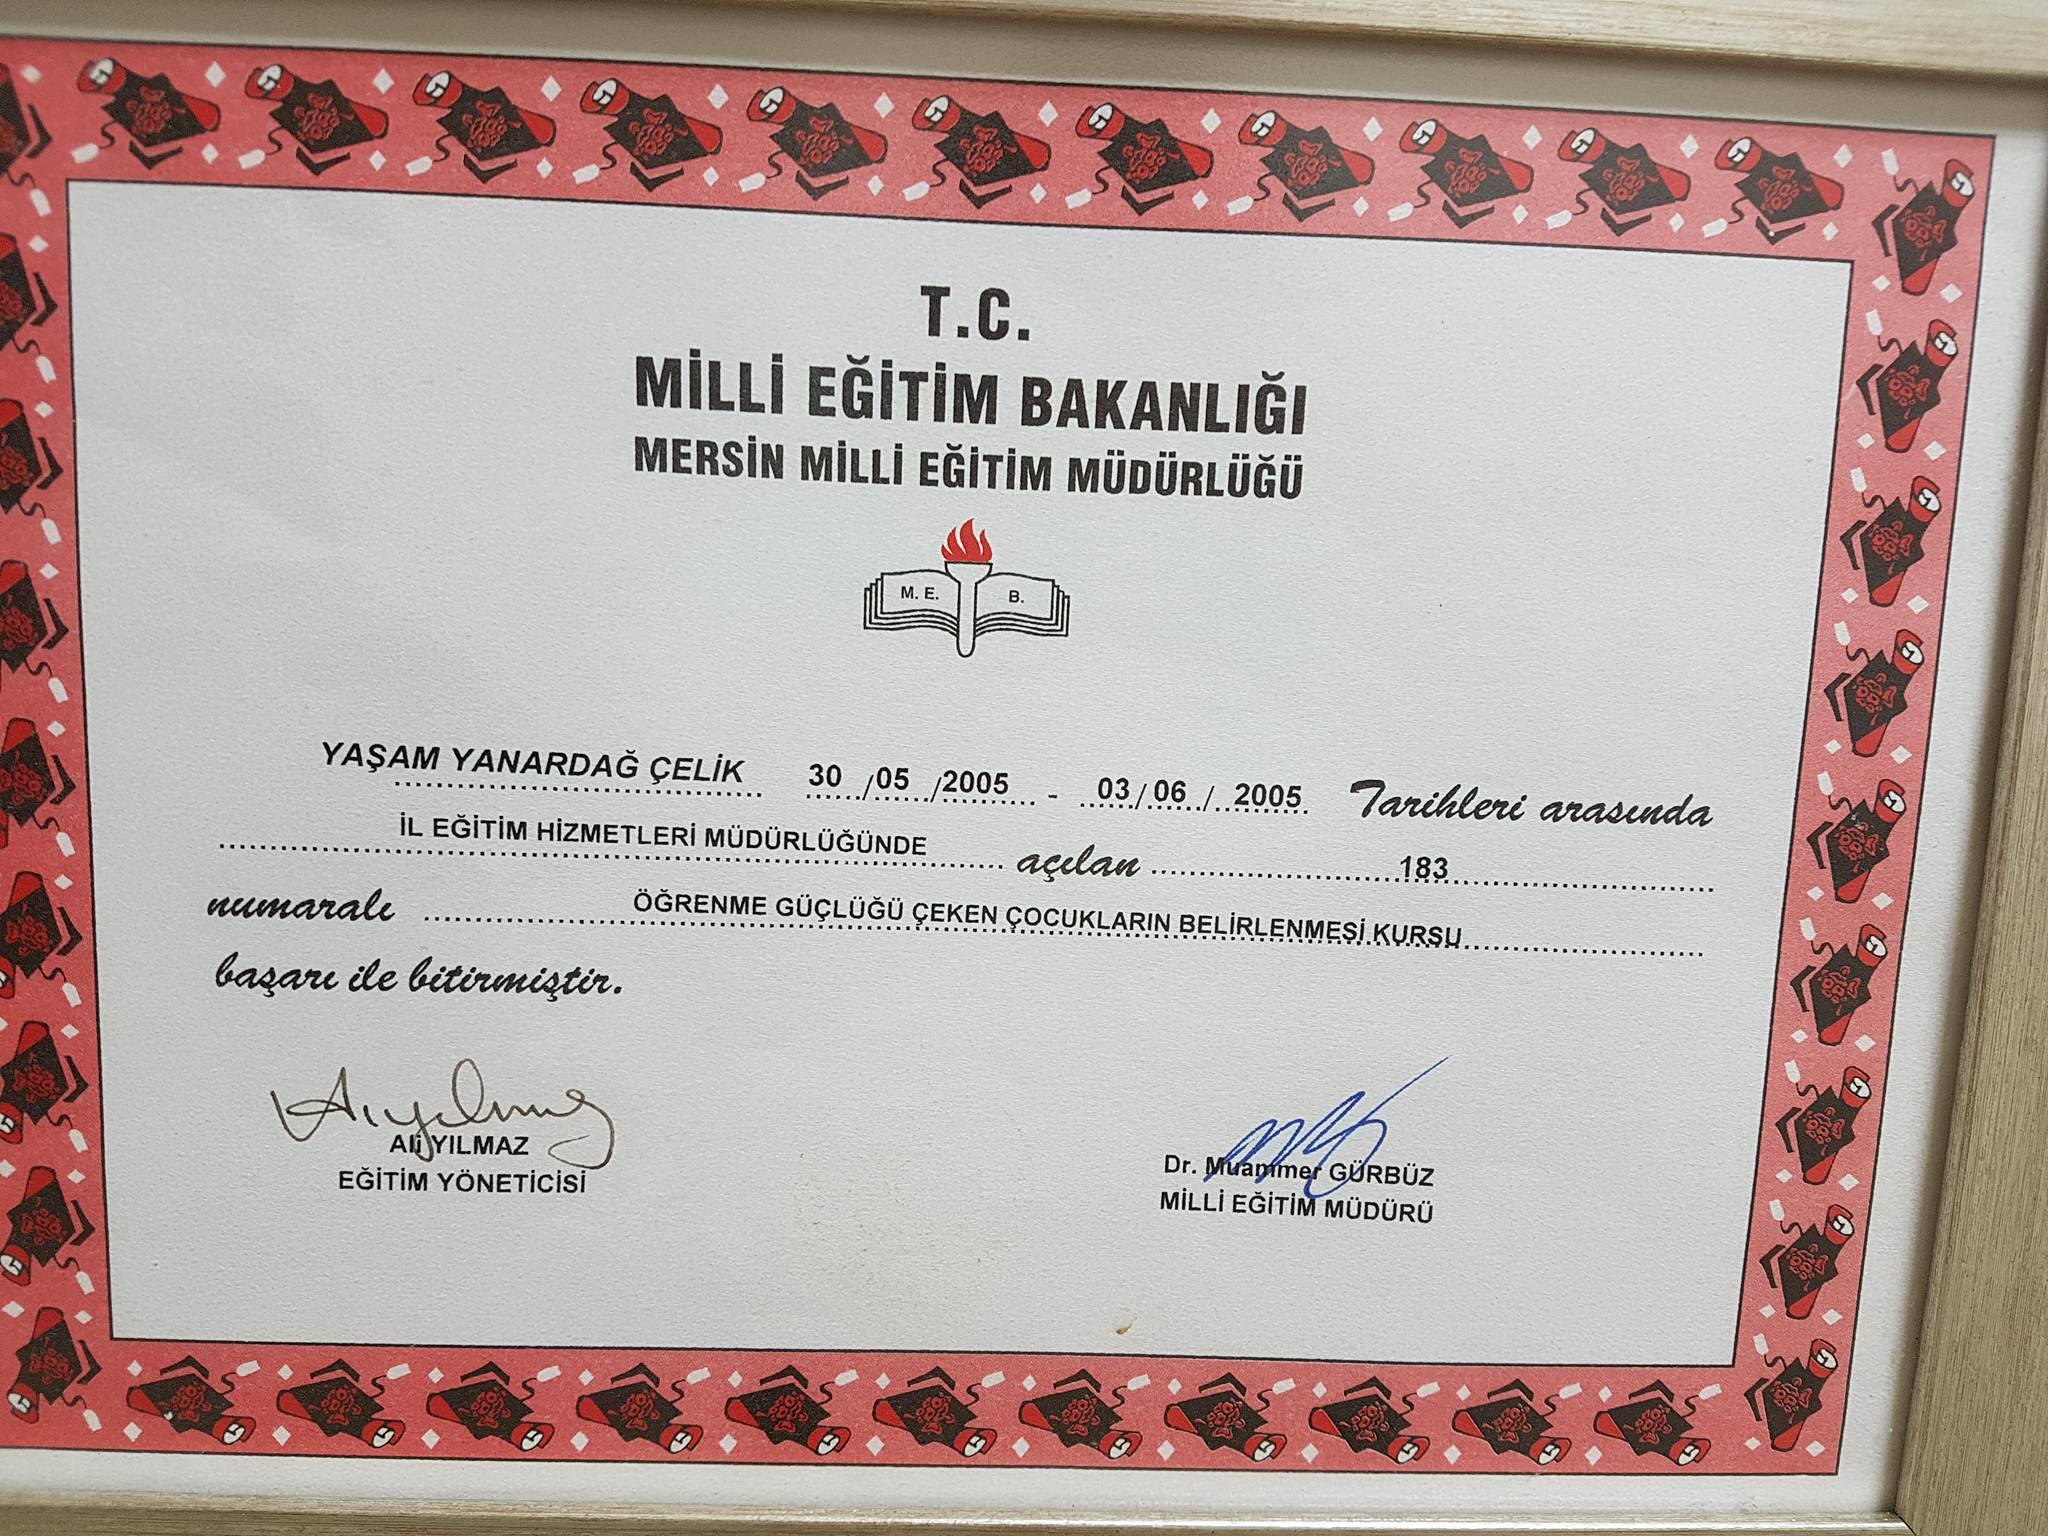 T.C.
MİLLİ EĞİTİM BAKANLIĞI
MERSİN MİLLİ EĞİTİM MÜDÜRLÜĞÜ
M. E. B.
YAŞAM YANARDAĞ ÇELİK 30 /05 /2005 - 03/06 / 2005 Tarihleri arasında
İL EĞİTİM HİZMETLERİ MÜDÜRLÜĞÜNDE açılan 183
numaralı ÖĞRENME GÜÇLÜĞÜ ÇEKEN ÇOCUKLARIN BELİRLENMESİ KURSU
başarı ile bitirmiştir.
Ali YILMAZ
EĞİTİM YÖNETİCİSİ
Dr. Muammer GÜRBÜZ
MİLLİ EĞİTİM MÜDÜRÜ